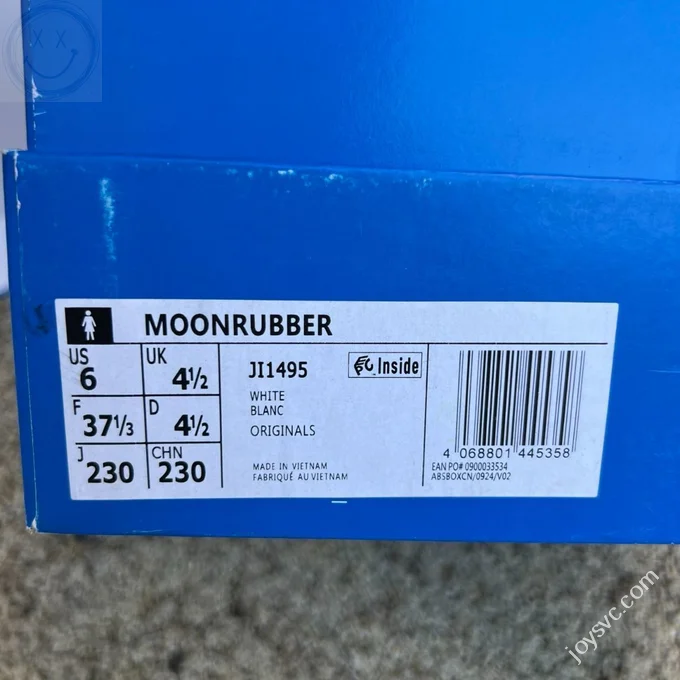 MOONRUBBER
US
6
UK
4½
F
37⅓
D
4½
J
230
CHN
230
JI1495
WHITE
BLANC
ORIGINALS
MADE IN VIETNAM
FABRIQUÉ AU VIETNAM
Inside
4 068801 445358
EAN PO# 0900033534
ABSBOXCN/0924/V02
joysvc.com